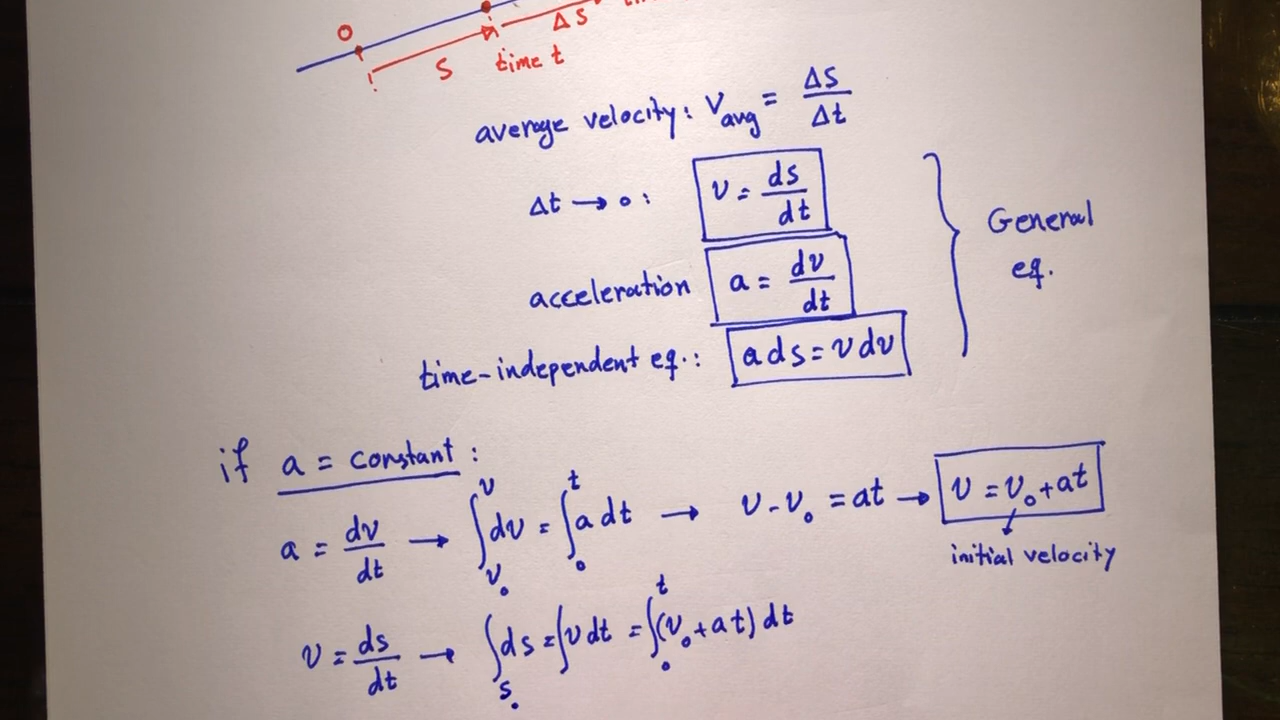 O
S time t ΔS
average velocity: V_avg = ΔS/Δt
Δt → 0: v = ds/dt
General
eq.
acceleration a = dv/dt
time-independent eq.: a ds = v dv
if a = constant:
a = dv/dt → ∫_{v₀}^{v} dv = ∫_{0}^{t} a dt → v - v₀ = at → v = v₀ + at
initial velocity
v = ds/dt → ∫_{s₀} ds = ∫ v dt = ∫_{0}^{t} (v₀ + at) dt